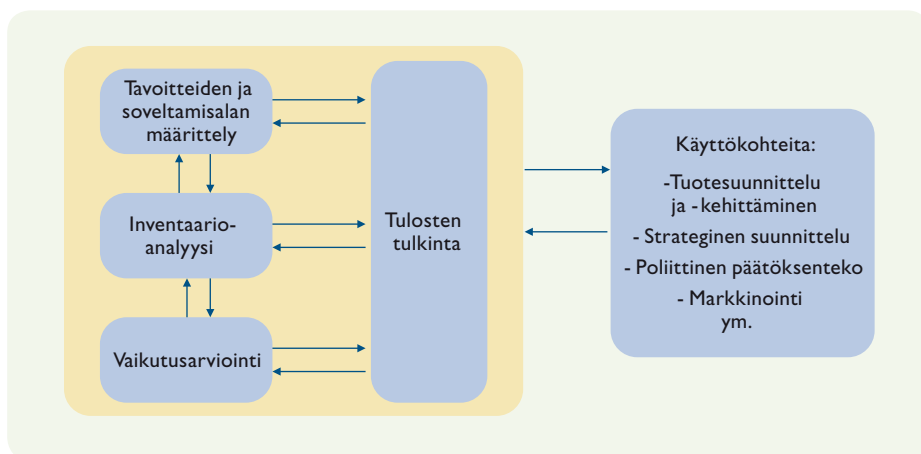 Tavoitteiden ja
soveltamisalan
määrittely
Inventaario-
analyysi
Vaikutusarviointi
Tulosten
tulkinta
Käyttökohteita:
-Tuotesuunnittelu
ja -kehittäminen
- Strateginen suunnittelu
- Poliittinen päätöksenteko
- Markkinointi
ym.